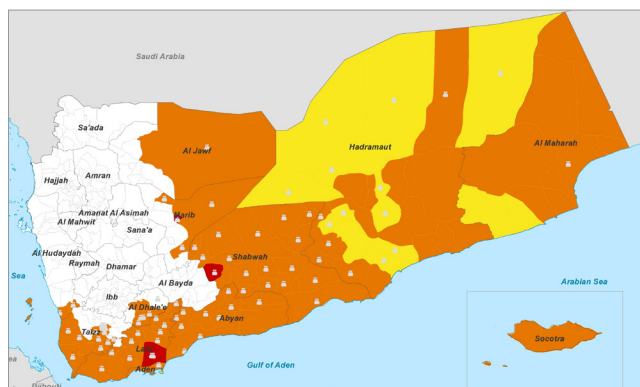 Saudi Arabia
Sa'ada
Al Jawf
Hadramaut
Al Maharah
Hajjah
Amran
Amanat Al Asimah
Marib
Al Mahwit
Sana'a
Al Hudaydah
Shabwah
Raymah
Dhamar
Sea
Al Bayda
Arabian Sea
Ibb
Al Dhale'e
Abyan
Taizz
Socotra
Gulf of Aden
Aden
Djibouti